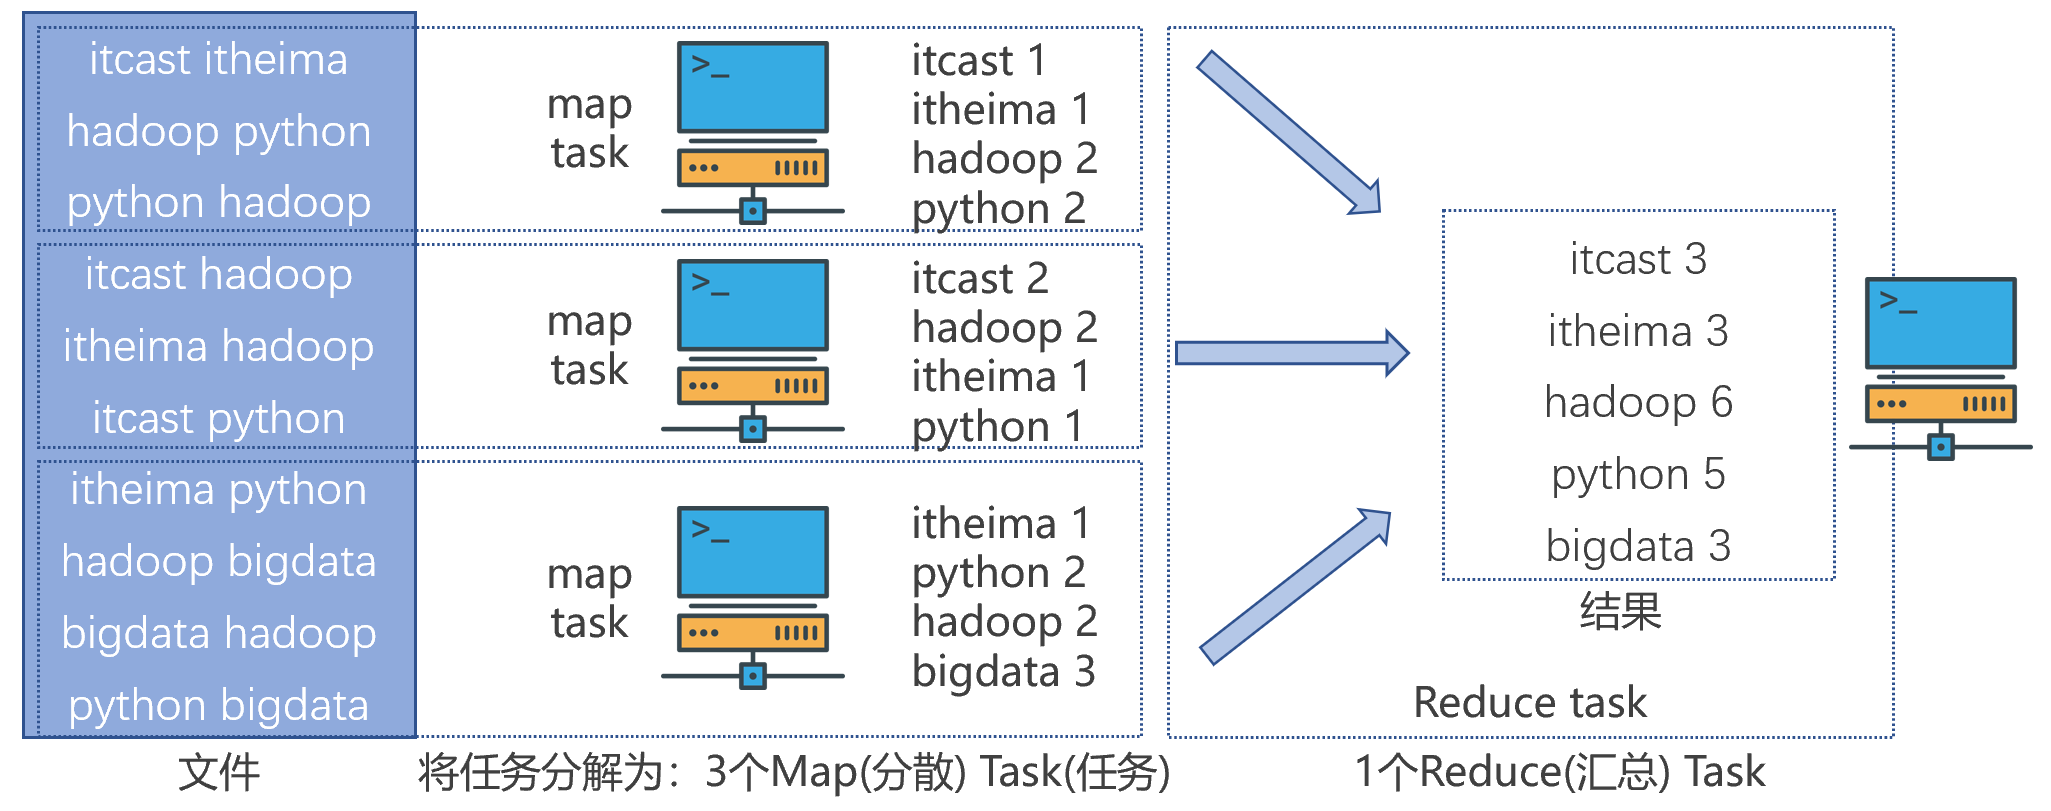 itcast itheima
hadoop python
python hadoop
itcast hadoop
itheima hadoop
itcast python
itheima python
hadoop bigdata
bigdata hadoop
python bigdata
文件
map
task
>_
itcast 1
itheima 1
hadoop 2
python 2
map
task
>_
itcast 2
hadoop 2
itheima 1
python 1
map
task
>_
itheima 1
python 2
hadoop 2
bigdata 3
将任务分解为：3个Map(分散) Task(任务)
itcast 3
itheima 3
hadoop 6
python 5
bigdata 3
结果
>_
Reduce task
1个Reduce(汇总) Task